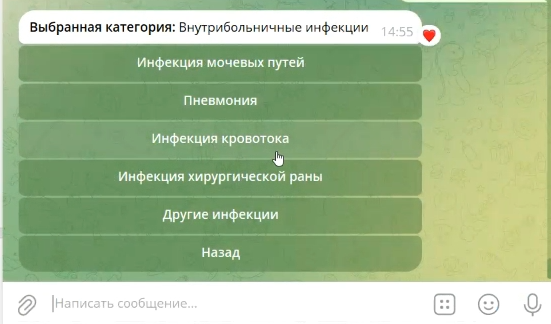 Выбранная категория: Внутрибольничные инфекции 14:55
Инфекция мочевых путей
Пневмония
Инфекция кровотока
Инфекция хирургической раны
Другие инфекции
Назад
Написать сообщение...